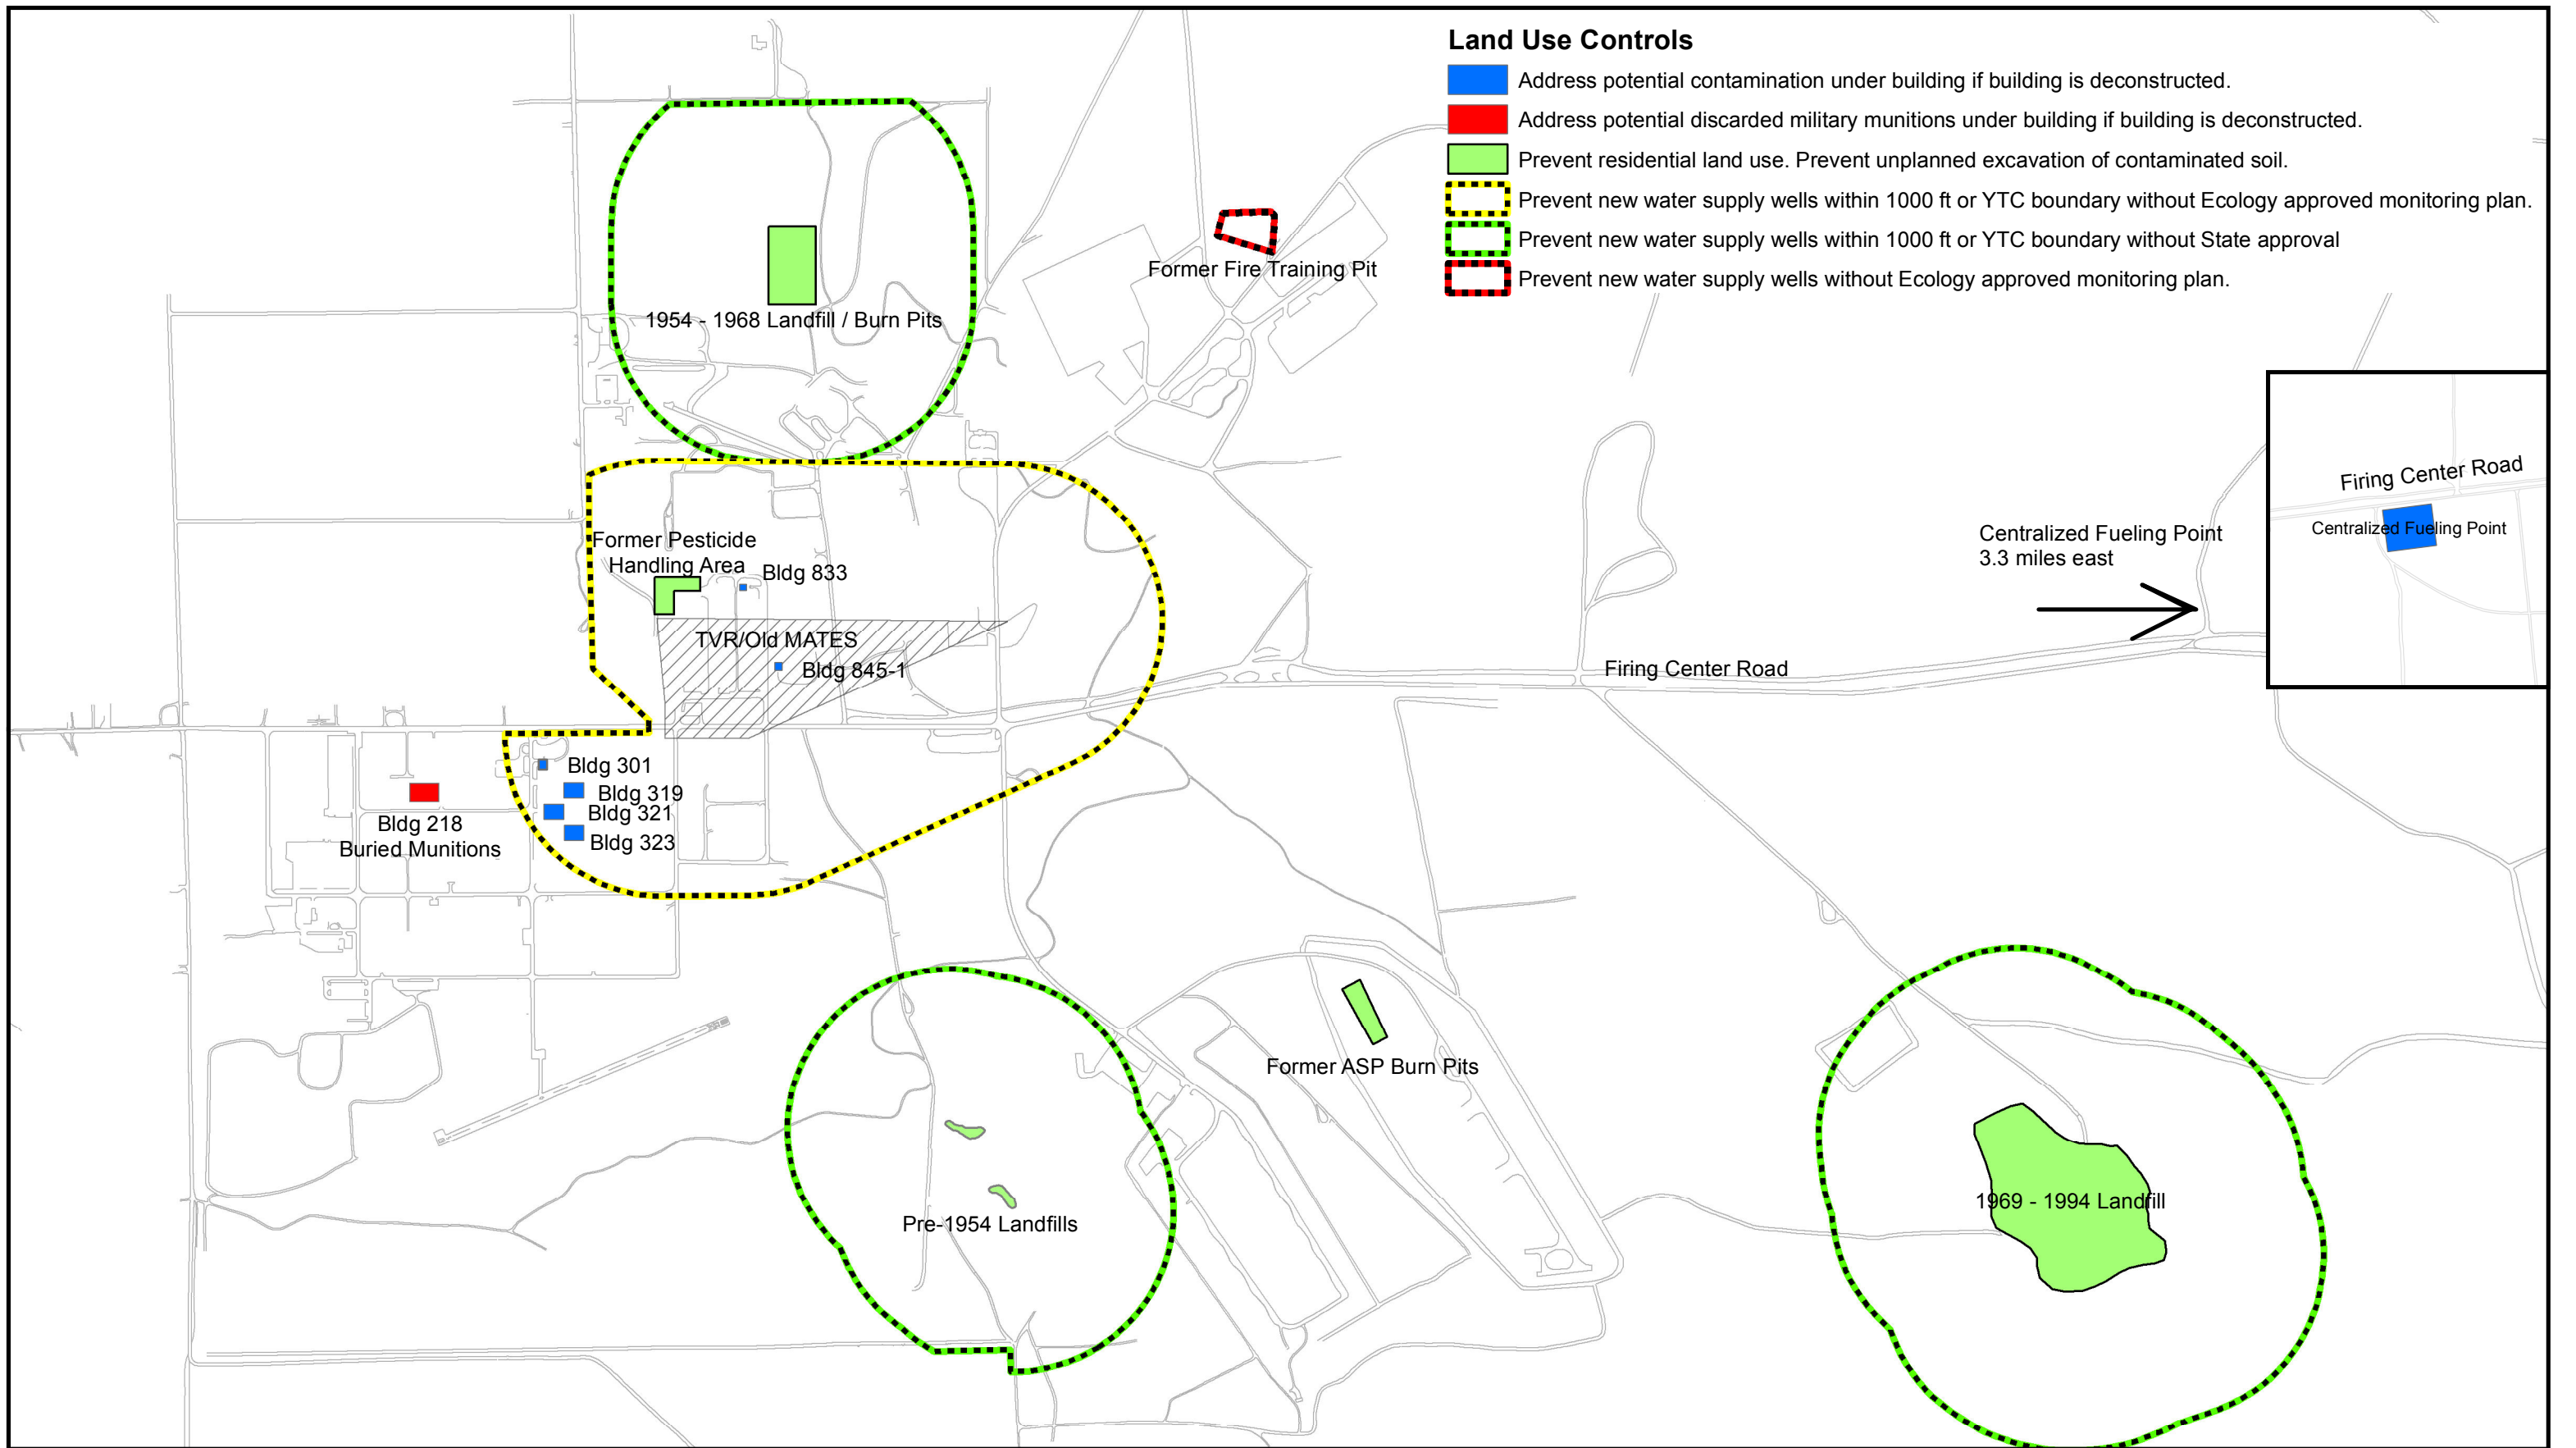 Land Use Controls
Address potential contamination under building if building is deconstructed.
Address potential discarded military munitions under building if building is deconstructed.
Prevent residential land use. Prevent unplanned excavation of contaminated soil.
Prevent new water supply wells within 1000 ft or YTC boundary without Ecology approved monitoring plan.
Prevent new water supply wells within 1000 ft or YTC boundary without State approval
Prevent new water supply wells without Ecology approved monitoring plan.
Former Fire Training Pit
1954 - 1968 Landfill / Burn Pits
Firing Center Road
Centralized Fueling Point
Centralized Fueling Point
3.3 miles east
Former Pesticide
Handling Area
Bldg 833
TVR/Old MATES
Bldg 845-1
Firing Center Road
Bldg 301
Bldg 319
Bldg 321
Bldg 323
Bldg 218
Buried Munitions
Former ASP Burn Pits
Pre-1954 Landfills
1969 - 1994 Landfill